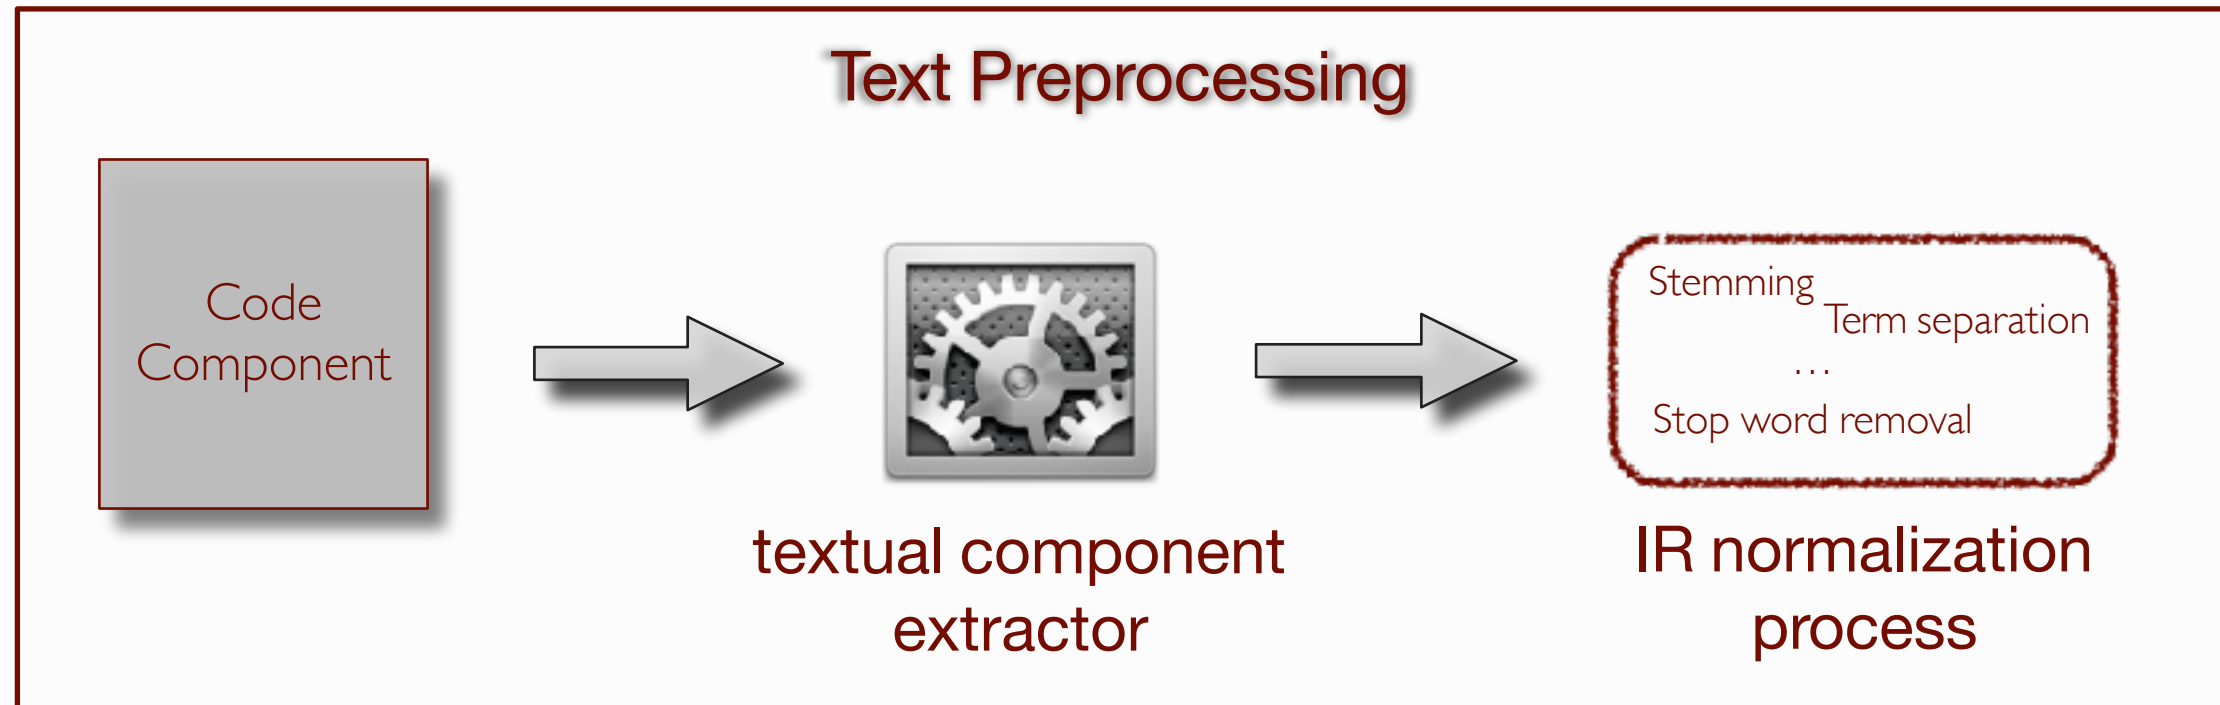 Text Preprocessing
Code
Component
Stemming
Term separation
...
Stop word removal
textual component
extractor
IR normalization
process